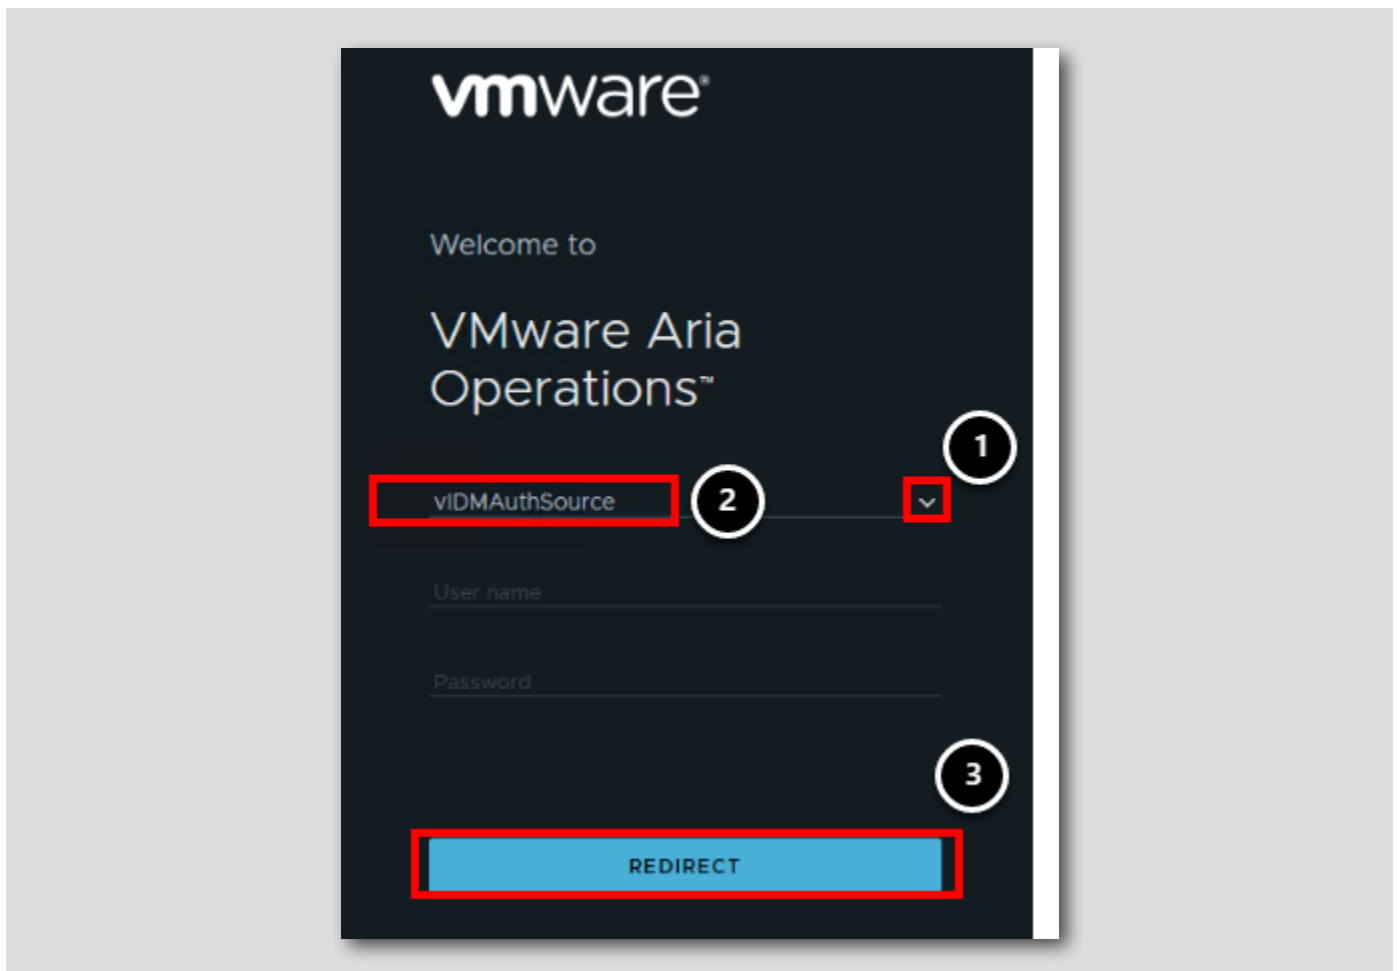 vmware®
Welcome to
VMware Aria
Operations™
1
vIDMAuthSource
2
User name
Password
3
REDIRECT